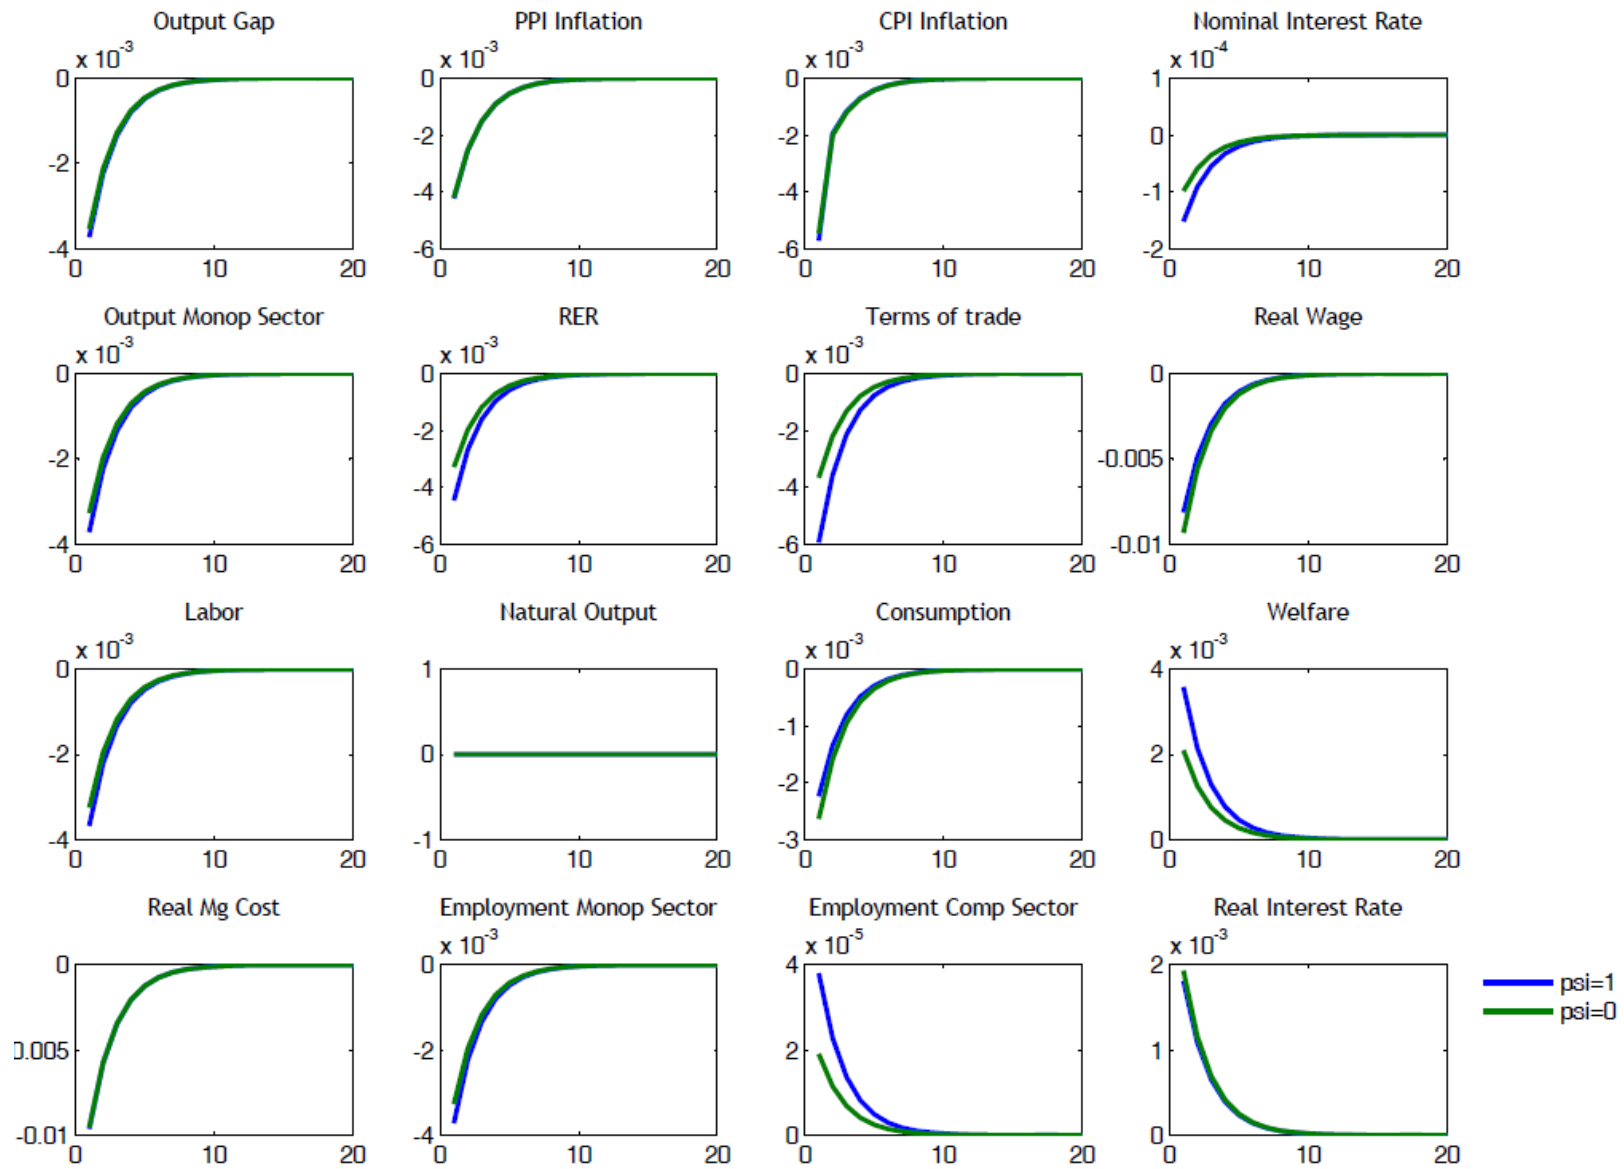 Output Gap PPI Inflation CPI Inflation Nominal Interest Rate
x 10-3 x 10-3 x 10-3 x 10-4
0 0 0 1
-2 -2 -2 0
-4 -4 -1
-4 -6 -6 -2
0 10 20 0 10 20 0 10 20 0 10 20
Output Monop Sector RER Terms of trade Real Wage
x 10-3 x 10-3 x 10-3
0 0 0 0
-2 -2 -2 -0.005
-4 -4
-4 -6 -6 -0.01
0 10 20 0 10 20 0 10 20 0 10 20
Labor Natural Output Consumption Welfare
x 10-3 x 10-3 x 10-3
0 1 0 4
-2 0 -1 2
-2
-4 -1 -3 0
0 10 20 0 10 20 0 10 20 0 10 20
Real Mg Cost Employment Monop Sector Employment Comp Sector Real Interest Rate
x 10-3 x 10-5 x 10-3
0 0 4 2
psi=1
psi=0
0.005 -2 2 1
-0.01 -4 0 0
0 10 20 0 10 20 0 10 20 0 10 20